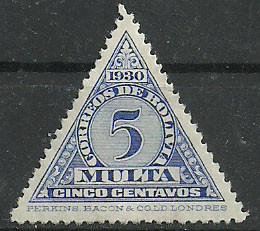 1930
CORREOS DE BOLIVIA
5
MULTA
CINCO CENTAVOS
PERKINS, BACON & CO LD LONDRES